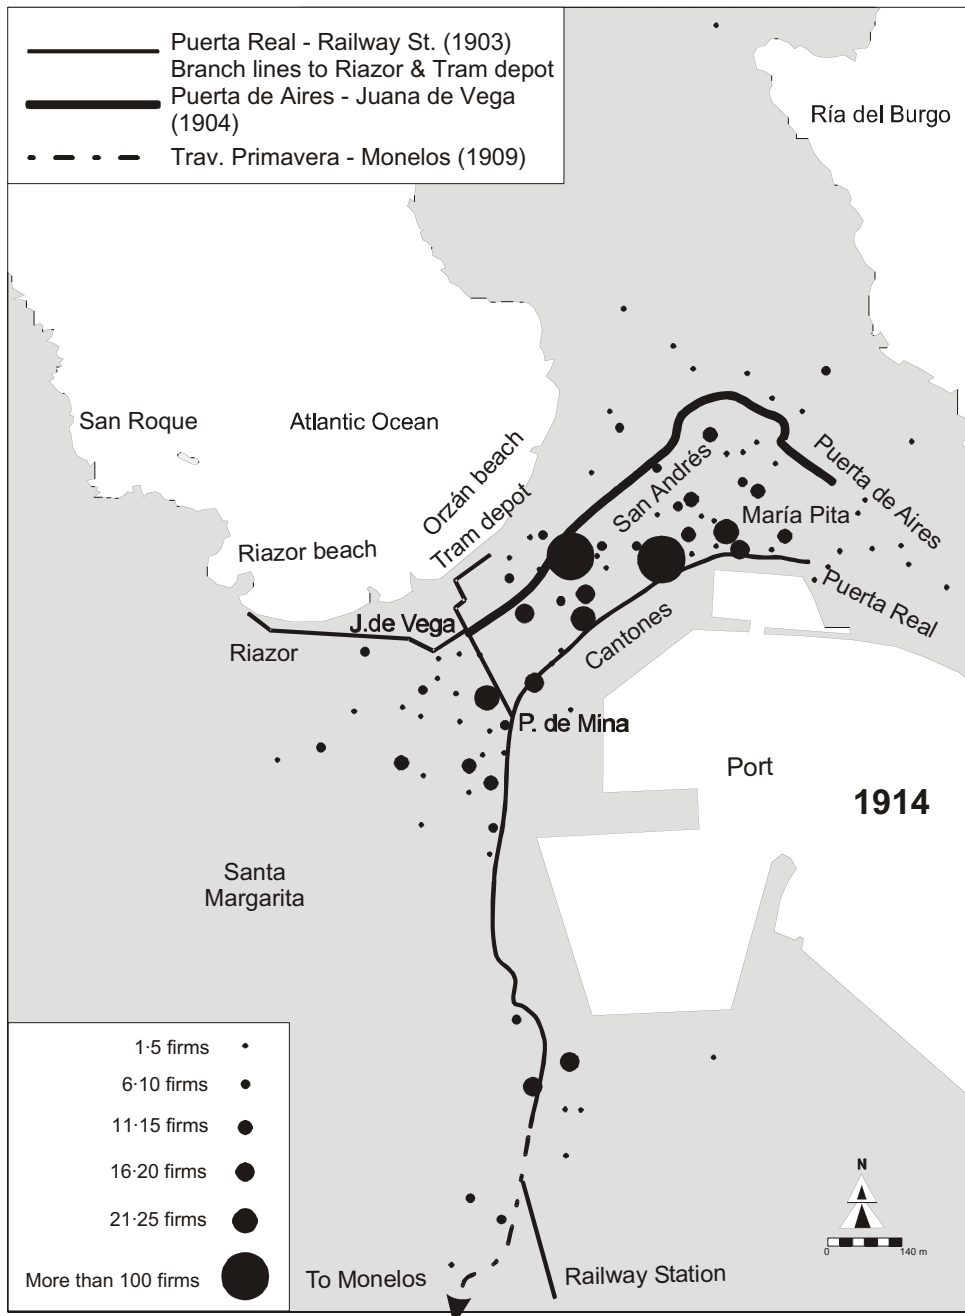 Puerta Real - Railway St. (1903)
Branch lines to Riazor & Tram depot
Puerta de Aires - Juana de Vega
(1904)
Trav. Primavera - Monelos (1909)
Ría del Burgo
San Roque
Atlantic Ocean
Orzán beach
Tram depot
San Andrés
Puerta de Aires
María Pita
Riazor beach
J.de Vega
Riazor
Cantones
Puerta Real
P. de Mina
Port
1914
Santa
Margarita
1·5 firms
6·10 firms
11·15 firms
16·20 firms
21·25 firms
More than 100 firms
To Monelos
Railway Station
N
0
140 m